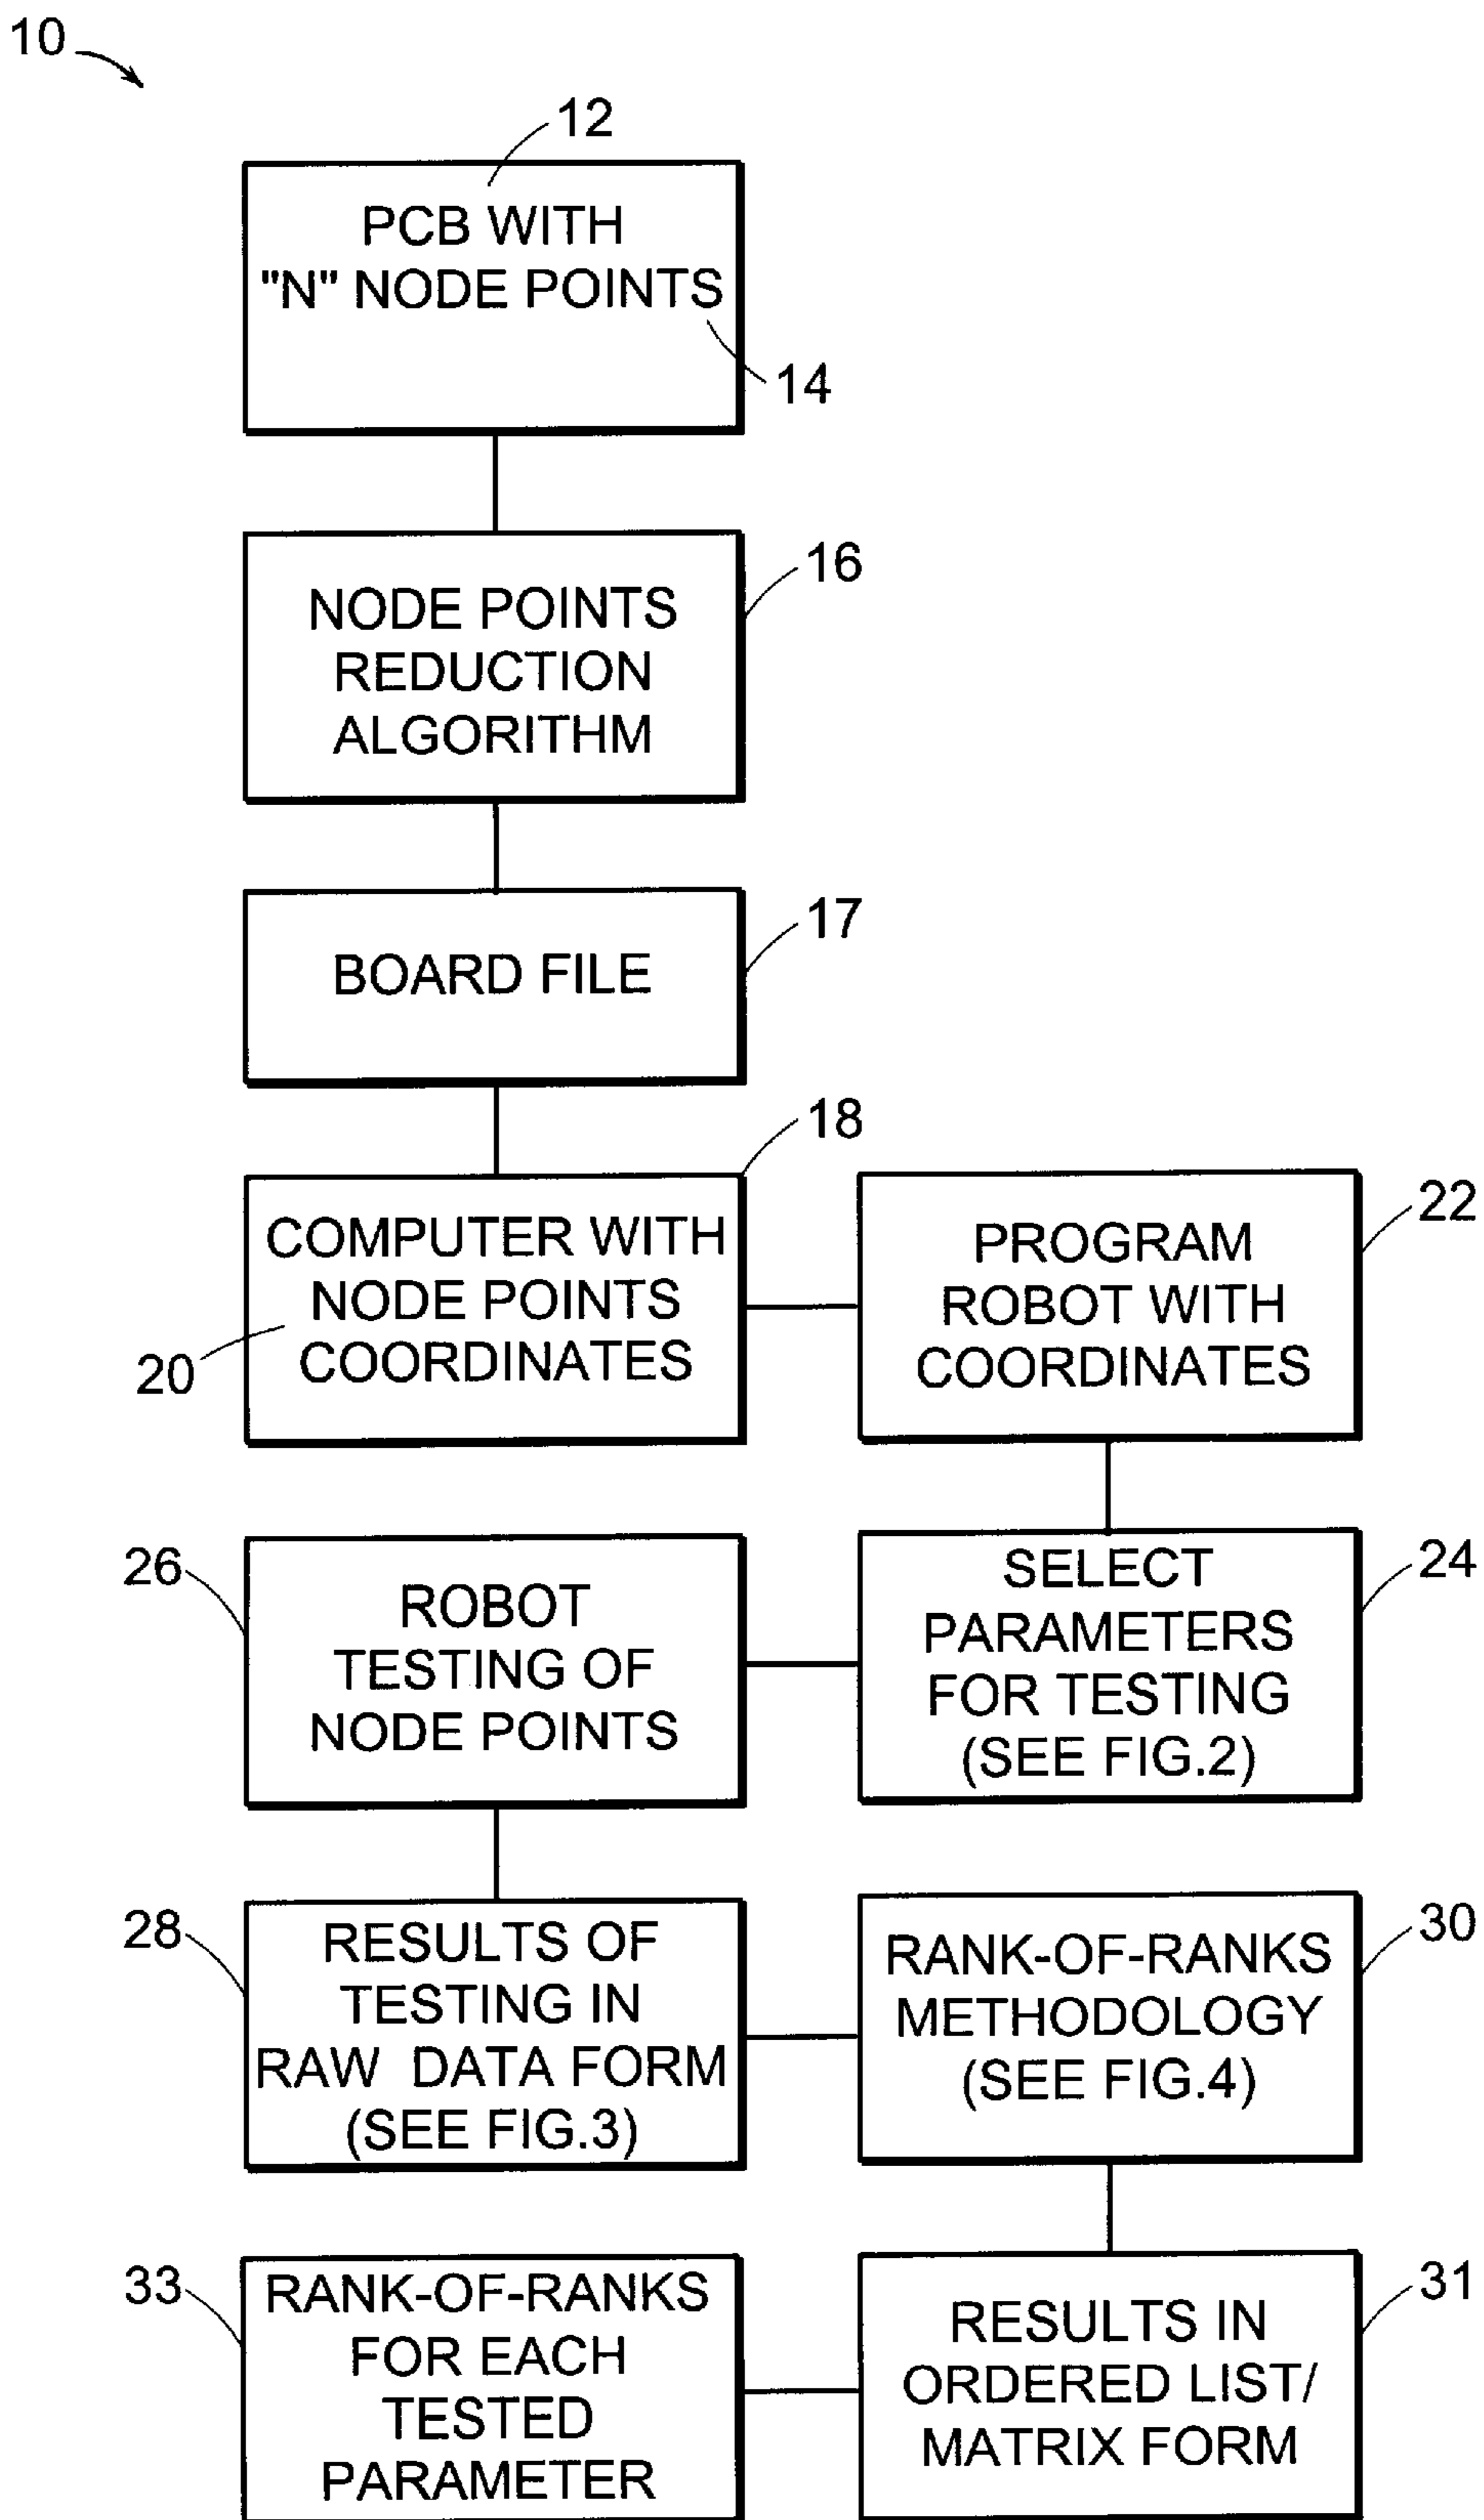 10
12
PCB WITH
"N" NODE POINTS
14
16
NODE POINTS
REDUCTION
ALGORITHM
17
BOARD FILE
18
COMPUTER WITH
NODE POINTS
COORDINATES
20
22
PROGRAM
ROBOT WITH
COORDINATES
24
SELECT
PARAMETERS
FOR TESTING
(SEE FIG.2)
26
ROBOT
TESTING OF
NODE POINTS
28
RESULTS OF
TESTING IN
RAW DATA FORM
(SEE FIG.3)
30
RANK-OF-RANKS
METHODOLOGY
(SEE FIG.4)
31
RESULTS IN
ORDERED LIST/
MATRIX FORM
33
RANK-OF-RANKS
FOR EACH
TESTED
PARAMETER